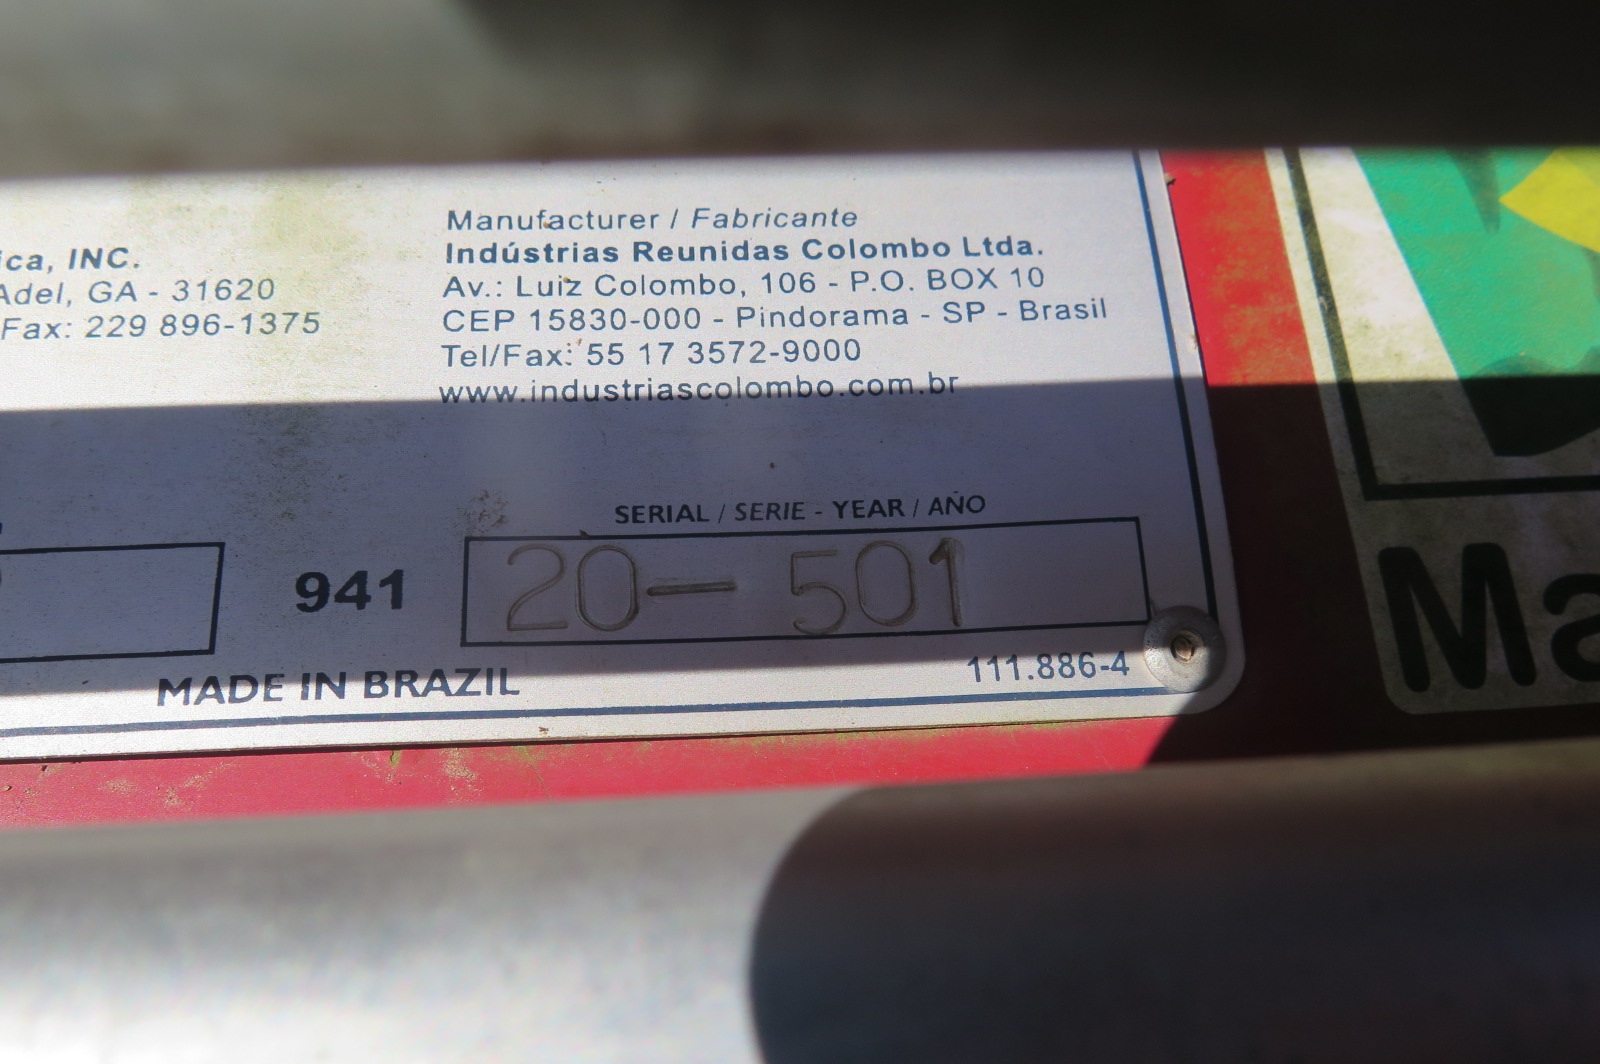 ica, INC.
Adel, GA - 31620
Fax: 229 896-1375
Manufacturer / Fabricante
Indústrias Reunidas Colombo Ltda.
Av.: Luiz Colombo, 106 - P.O. BOX 10
CEP 15830-000 - Pindorama - SP - Brasil
Tel/Fax: 55 17 3572-9000
www.industriascolombo.com.br
SERIAL / SERIE - YEAR / AÑO
941
20- 501
MADE IN BRAZIL
111.886-4
Ma